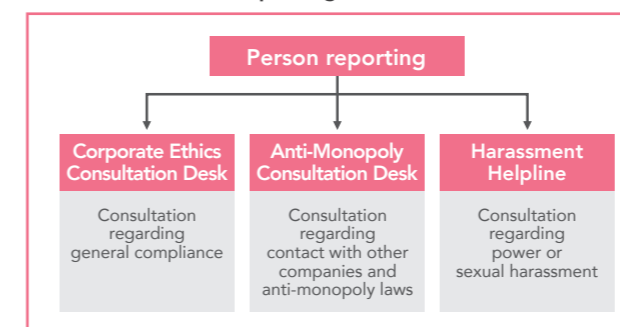 Person reporting
Corporate Ethics
Consultation Desk
Consultation
regarding
general compliance
Anti-Monopoly
Consultation Desk
Consultation
regarding
contact with other
companies and
anti-monopoly laws
Harassment
Helpline
Consultation
regarding
power or
sexual harassment